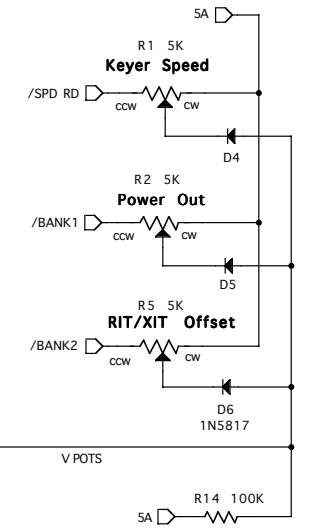 5A
R1 5K
Keyer Speed
/SPD RD
ccw
cw
D4
R2 5K
Power Out
/BANK1
ccw
cw
D5
R5 5K
RIT/XIT Offset
/BANK2
ccw
cw
D6
1N5817
V POTS
R14 100K
5A